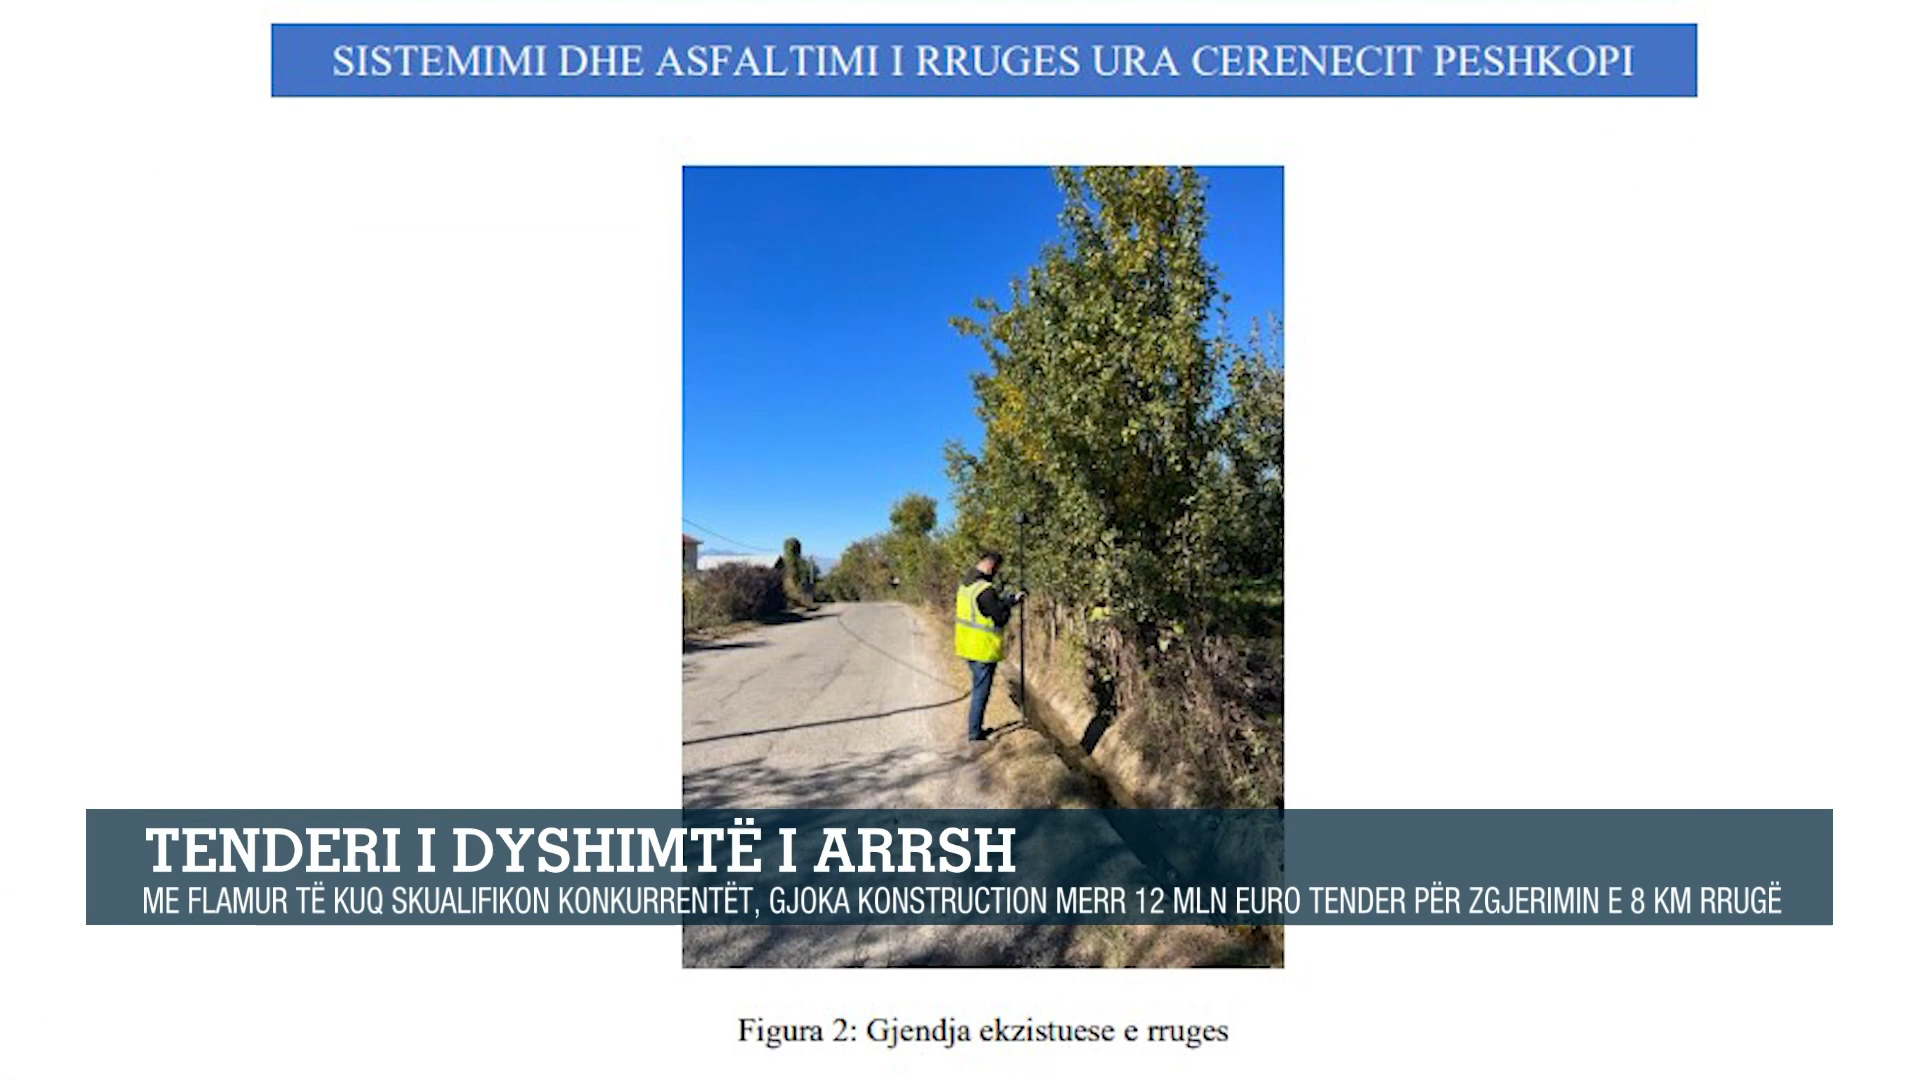 SISTEMIMI DHE ASFALTIMI I RRUGES URA CERENECIT PESHKOPI
TENDERI I DYSHIMTË I ARRSH
ME FLAMUR TË KUQ SKUALIFIKON KONKURRENTËT, GJOKA KONSTRUCTION MERR 12 MLN EURO TENDER PËR ZGJERIMIN E 8 KM RRUGË
Figura 2: Gjendja ekzistuese e rruges